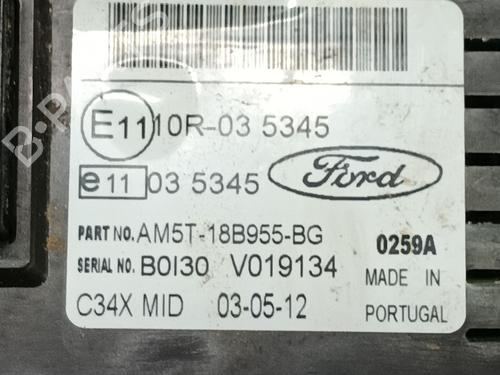 E11 10R-03 5345
e11 03 5345
Ford
PART NO. AM5T-18B955-BG
0259A
SERIAL NO. B0I30 V019134
MADE IN
C34X MID 03-05-12
PORTUGAL
B-PARTS